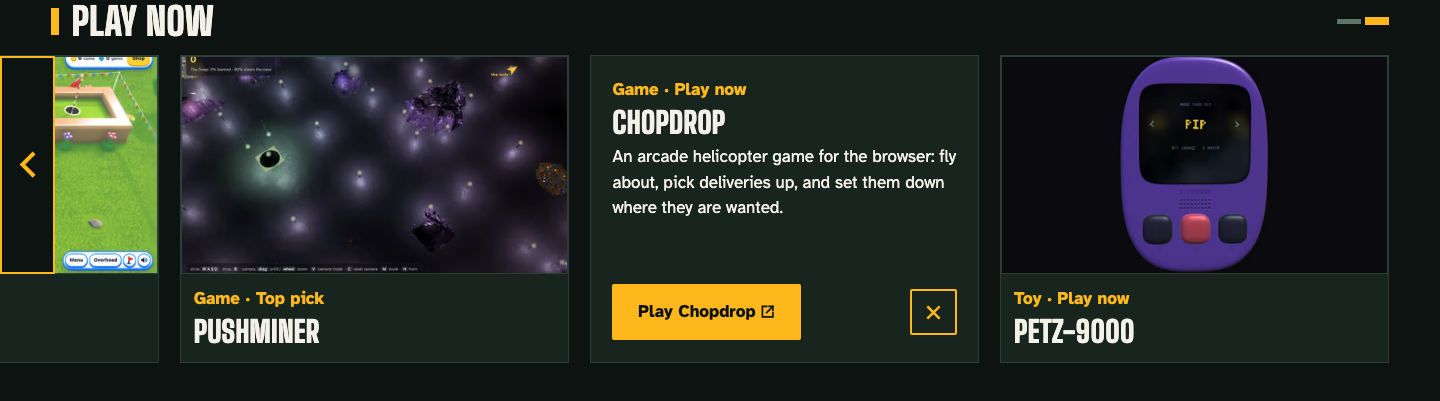 PLAY NOW
Shop
Menu
Overhead
Game · Top pick
PUSHMINER
Game · Play now
CHOPDROP
An arcade helicopter game for the browser: fly
about, pick deliveries up, and set them down
where they are wanted.
Play Chopdrop
PIP
Toy · Play now
PETZ-9000